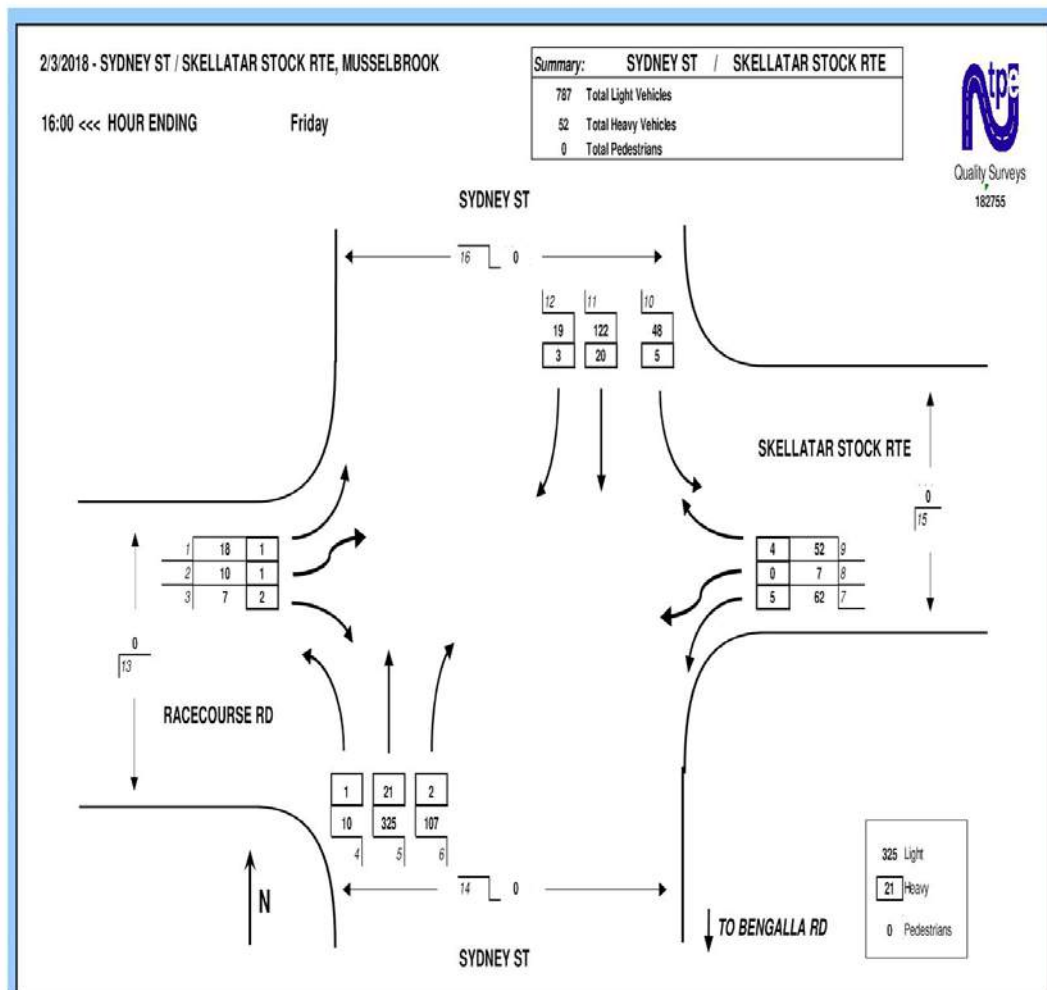 2/3/2018 - SYDNEY ST / SKELLATAR STOCK RTE, MUSSELBROOK
16:00 <<< HOUR ENDING Friday
Summary: SYDNEY ST / SKELLATAR STOCK RTE
787 Total Light Vehicles
52 Total Heavy Vehicles
0 Total Pedestrians
tpe
Quality Surveys
182755
SYDNEY ST
16 0
12 11 10
19 122 48
3 20 5
SKELLATAR STOCK RTE
0
15
1 18 1
2 10 1
3 7 2
4 52 9
0 7 8
5 62 7
0
13
RACECOURSE RD
1 21 2
10 325 107
4 5 6
14 0
N
325 Light
21 Heavy
0 Pedestrians
TO BENGALLA RD
SYDNEY ST